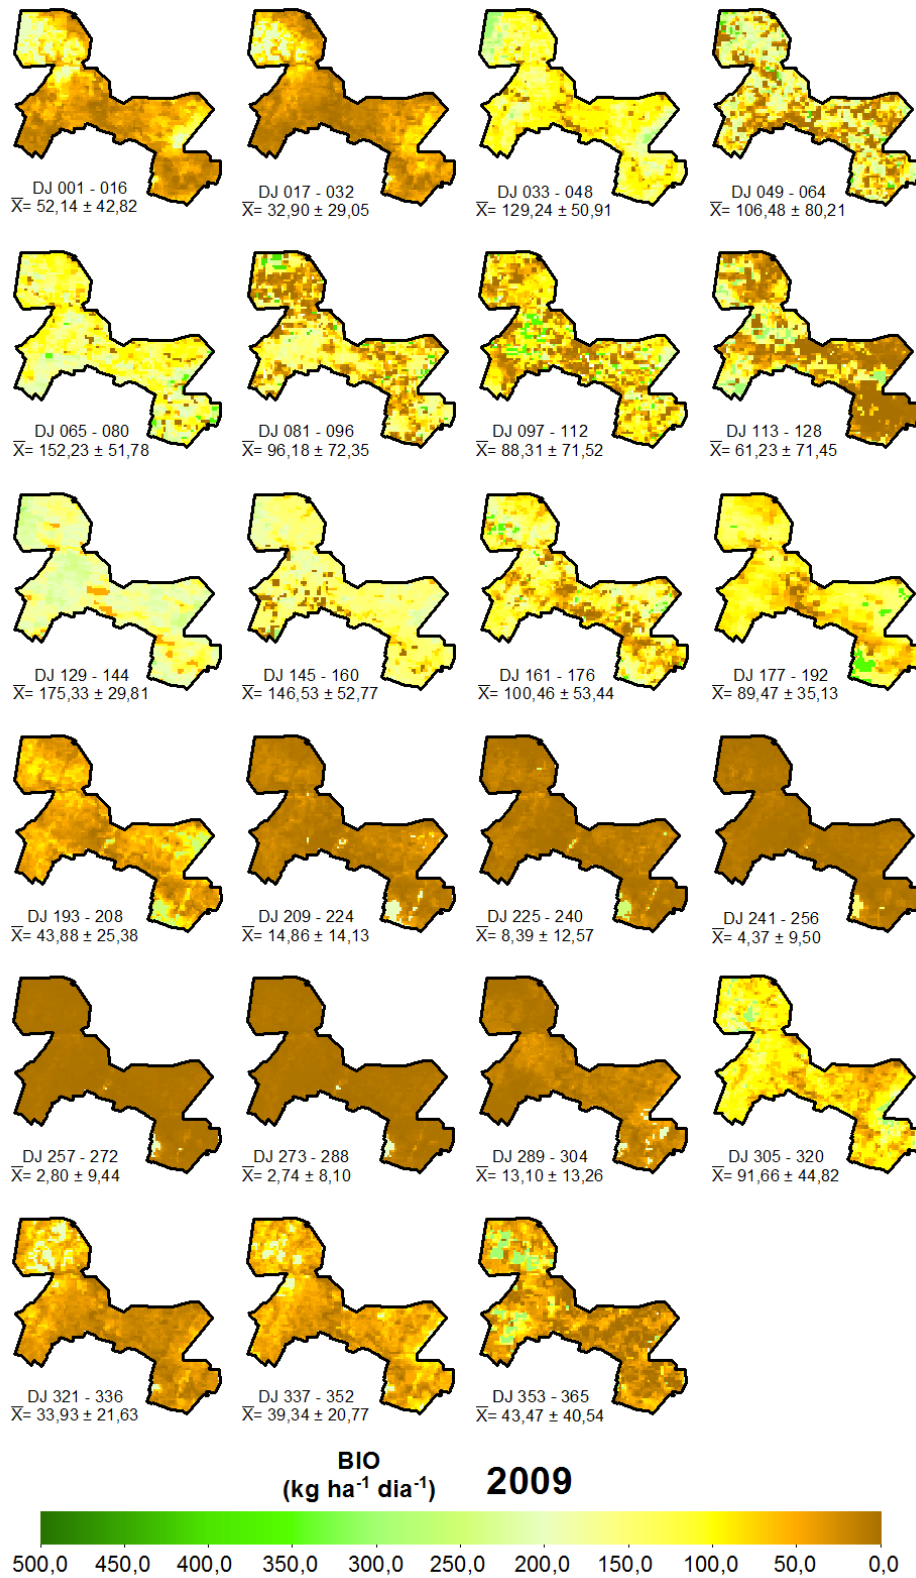 DJ 001 - 016
X̅= 52,14 ± 42,82
DJ 017 - 032
X̅= 32,90 ± 29,05
DJ 033 - 048
X̅= 129,24 ± 50,91
DJ 049 - 064
X̅= 106,48 ± 80,21
DJ 065 - 080
X̅= 152,23 ± 51,78
DJ 081 - 096
X̅= 96,18 ± 72,35
DJ 097 - 112
X̅= 88,31 ± 71,52
DJ 113 - 128
X̅= 61,23 ± 71,45
DJ 129 - 144
X̅= 175,33 ± 29,81
DJ 145 - 160
X̅= 146,53 ± 52,77
DJ 161 - 176
X̅= 100,46 ± 53,44
DJ 177 - 192
X̅= 89,47 ± 35,13
DJ 193 - 208
X̅= 43,88 ± 25,38
DJ 209 - 224
X̅= 14,86 ± 14,13
DJ 225 - 240
X̅= 8,39 ± 12,57
DJ 241 - 256
X̅= 4,37 ± 9,50
DJ 257 - 272
X̅= 2,80 ± 9,44
DJ 273 - 288
X̅= 2,74 ± 8,10
DJ 289 - 304
X̅= 13,10 ± 13,26
DJ 305 - 320
X̅= 91,66 ± 44,82
DJ 321 - 336
X̅= 33,93 ± 21,63
DJ 337 - 352
X̅= 39,34 ± 20,77
DJ 353 - 365
X̅= 43,47 ± 40,54
BIO
(kg ha⁻¹ dia⁻¹) 2009
500,0 450,0 400,0 350,0 300,0 250,0 200,0 150,0 100,0 50,0 0,0